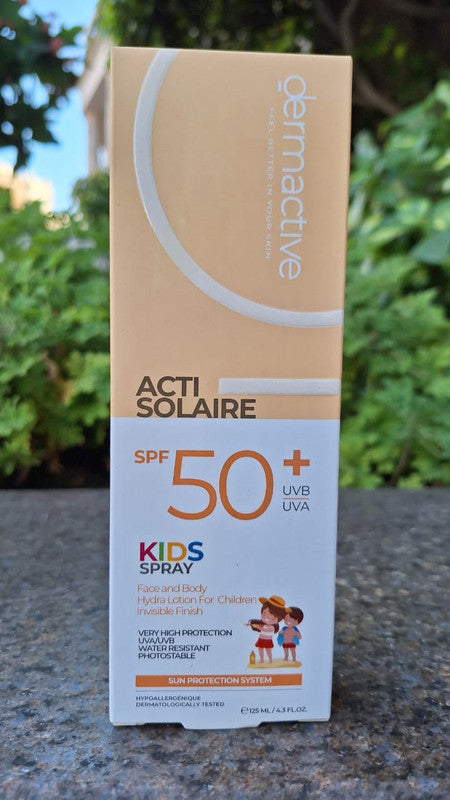 dermactive
FEEL BETTER IN YOUR SKIN
ACTI
SOLAIRE
SPF 50+
UVB
UVA
KIDS
SPRAY
Face and Body
Hydra Lotion For Children
Invisible Finish
VERY HIGH PROTECTION
UVA/UVB
WATER RESISTANT
PHOTOSTABLE
SUN PROTECTION SYSTEM
HYPOALLERGÉNIQUE
DERMATOLOGICALLY TESTED
℮125 ML / 4.3 FL.OZ.